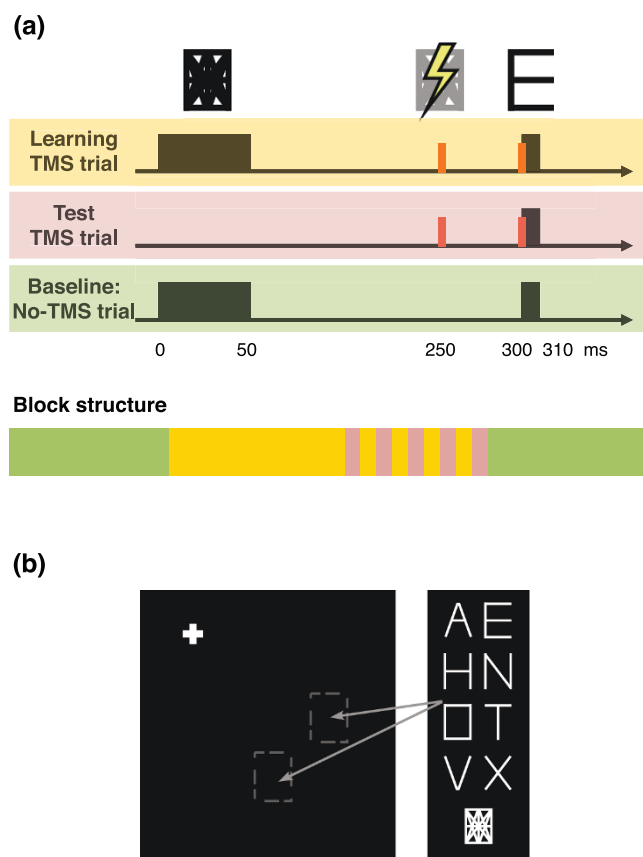 (a)
E
Learning
TMS trial
Test
TMS trial
Baseline:
No-TMS trial
0 50 250 300 310 ms
Block structure
(b)
A E
H N
O T
V X